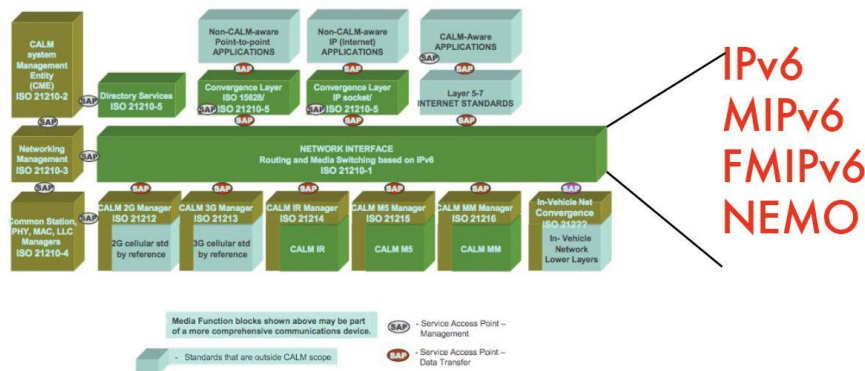 CALM
system
Management
Entity
(CME)
ISO 21210-2
Non-CALM-aware
Point-to-point
APPLICATIONS
Non-CALM-aware
IP (Internet)
APPLICATIONS
CALM-Aware
APPLICATIONS
SAP
SAP
SAP
SAP
SAP
Directory Services
ISO 21210-5
Convergence Layer
ISO 15628/
SAP
ISO 21210-5
Convergence Layer
IP socket/
SAP
ISO 21210-5
Layer 5-7
INTERNET STANDARDS
SAP
SAP
SAP
SAP
Networking
Management
ISO 21210-3
SAP
NETWORK INTERFACE
Routing and Media Switching based on IPv6
ISO 21210-1
IPv6
MIPv6
FMIPv6
NEMO
SAP
SAP
SAP
SAP
SAP
SAP
SAP
Common Station,
PHY, MAC, LLC
Managers
ISO 21210-4
SAP
CALM 2G Manager
ISO 21212
2G cellular std
by reference
CALM 3G Manager
ISO 21213
3G cellular std
by reference
CALM IR Manager
ISO 21214
CALM IR
CALM M5 Manager
ISO 21215
CALM M5
CALM MM Manager
ISO 21216
CALM MM
In-Vehicle Net
Convergence
ISO 212??
In- Vehicle
Network
Lower Layers
Media Function blocks shown above may be part
of a more comprehensive communications device.
SAP - Service Access Point –
Management
- Standards that are outside CALM scope
SAP - Service Access Point –
Data Transfer